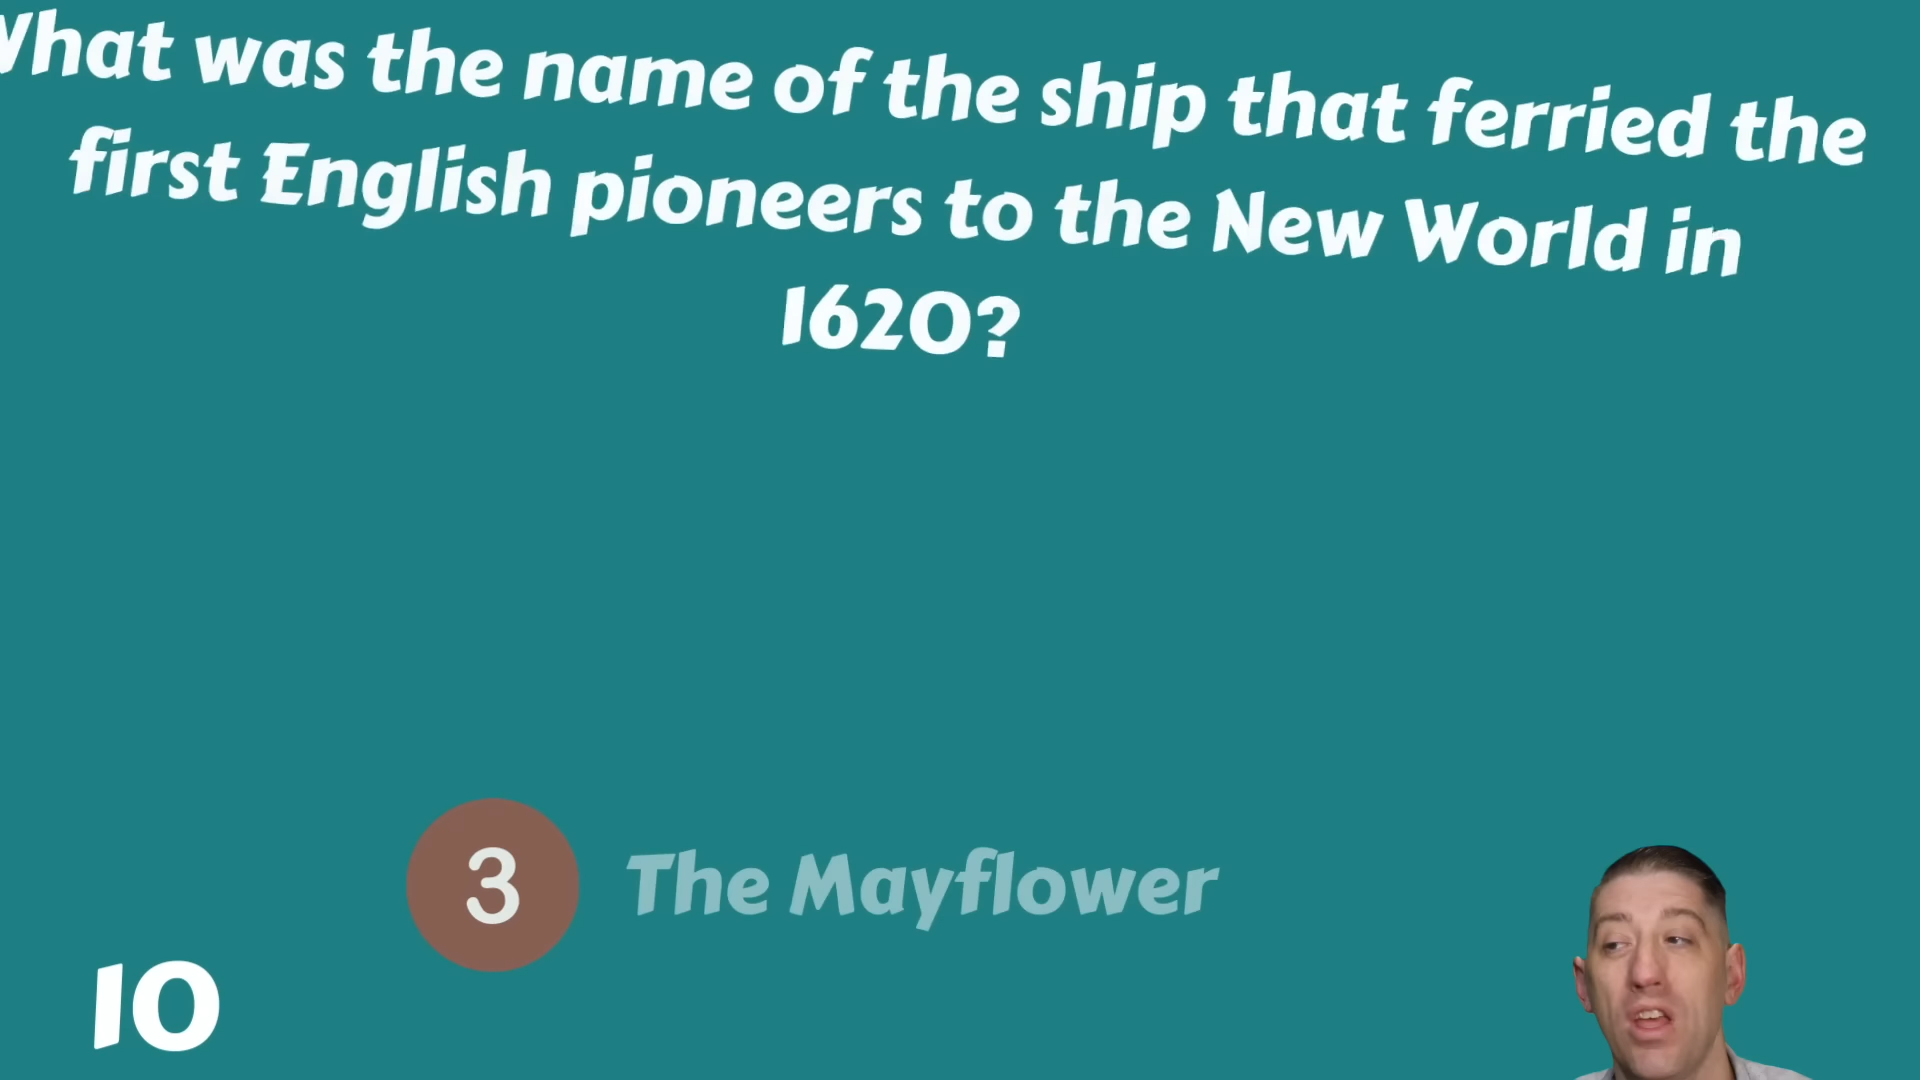 What was the name of the ship that ferried the
first English pioneers to the New World in
1620?
3 The Mayflower
10